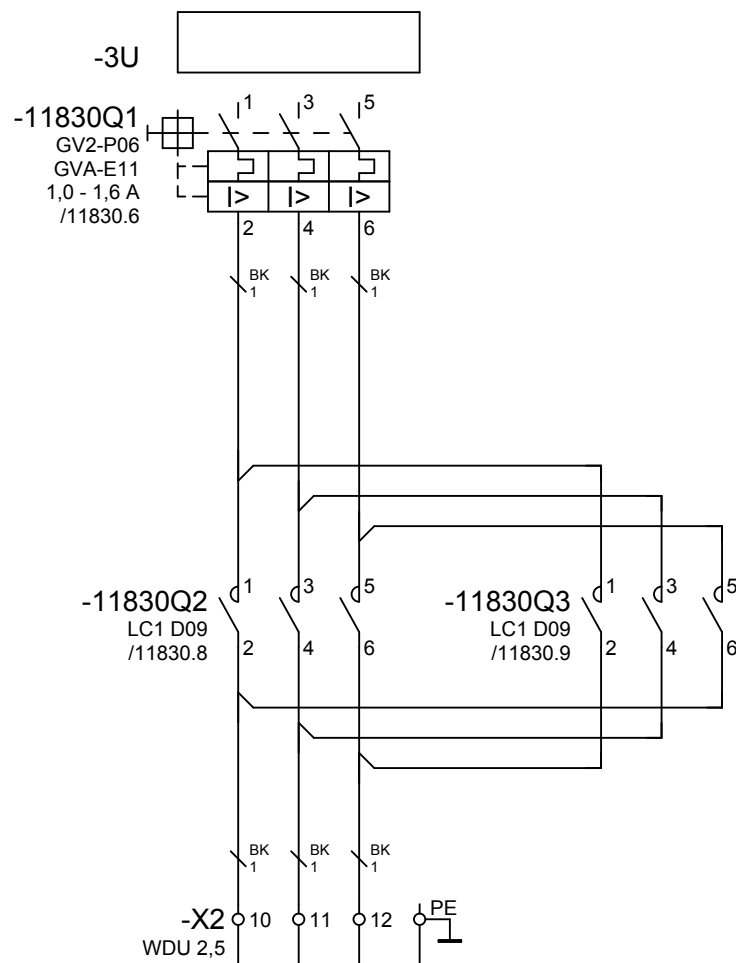 -3U
1 3 5
-11830Q1
GV2-P06
GVA-E11
1,0 - 1,6 A
/11830.6
I> I> I>
2 4 6
BK BK BK
1 1 1
1 3 5 1 3 5
-11830Q2 -11830Q3
LC1 D09 LC1 D09
/11830.8 /11830.9
2 4 6 2 4 6
BK BK BK
1 1 1
-X2 10 11 12 PE
WDU 2,5